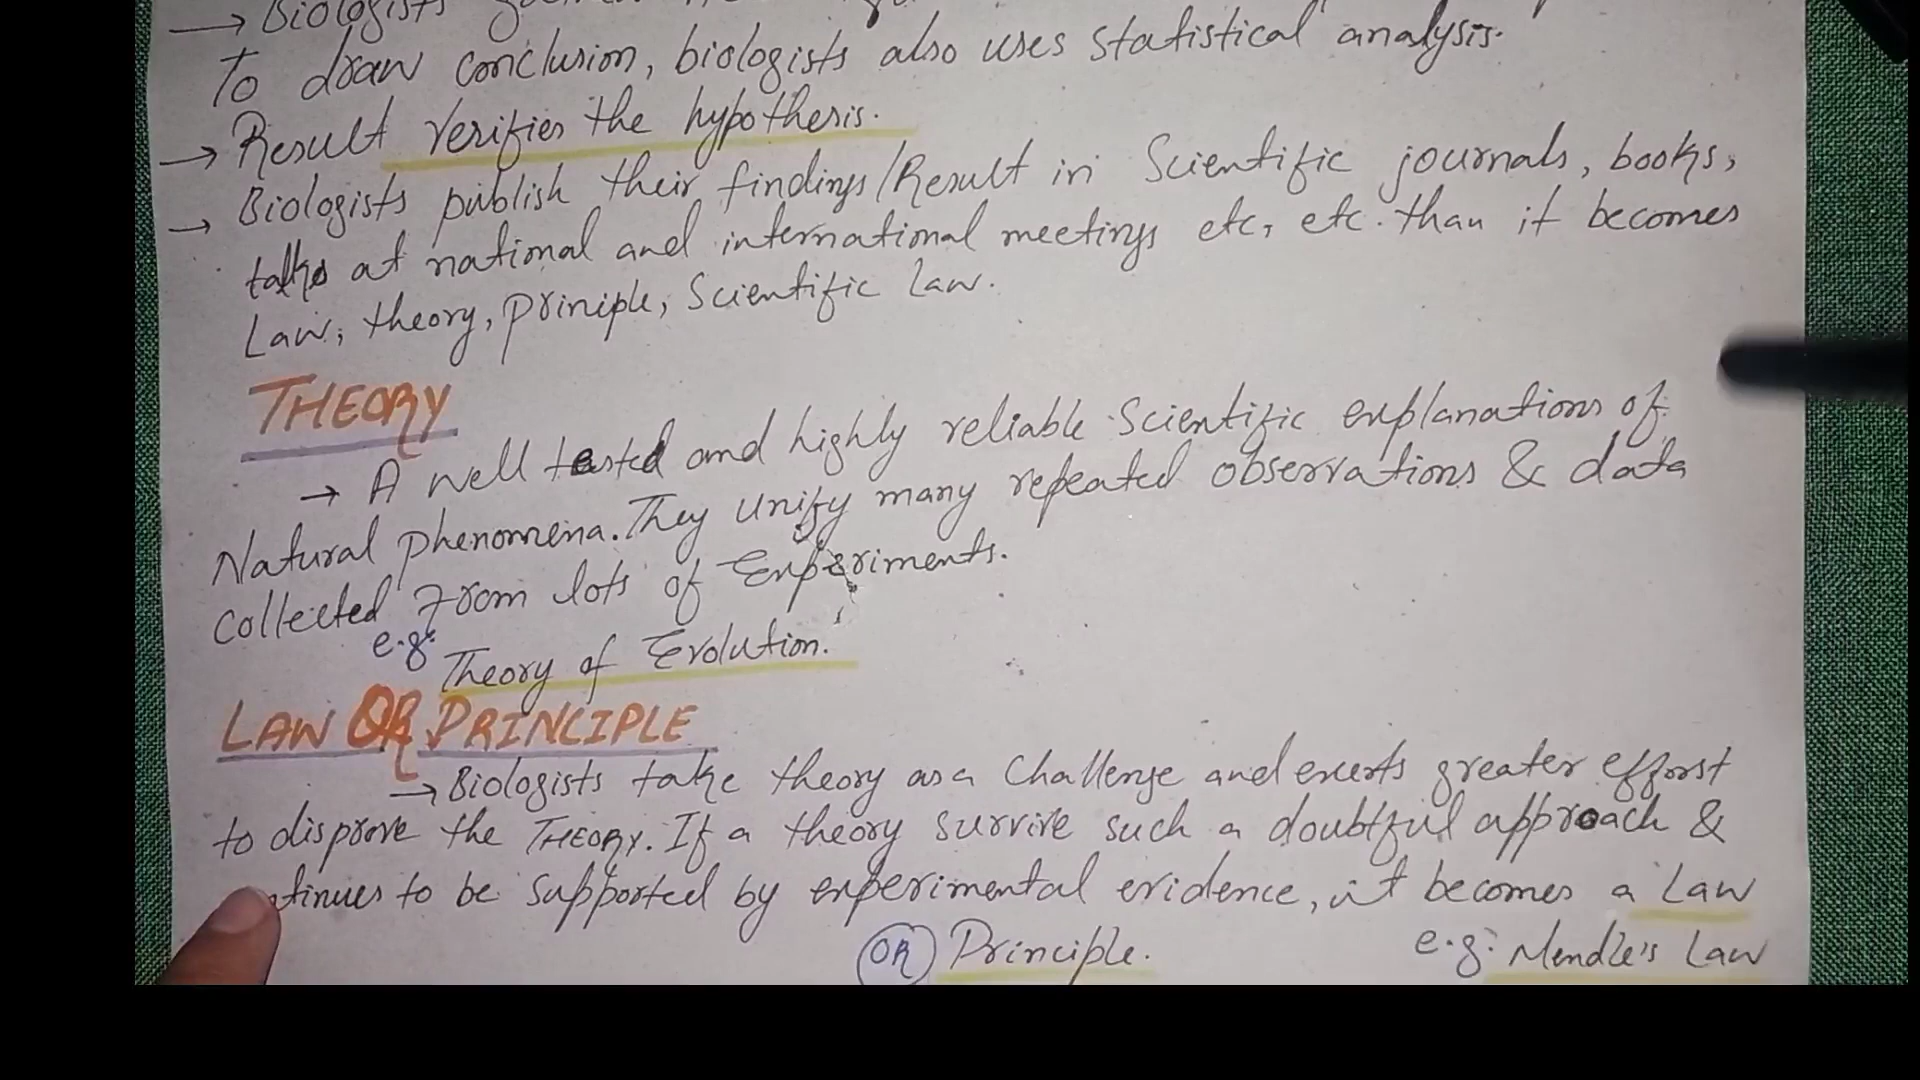 → Biologists
To draw conclusion, biologists also uses statistical analysis.
→ Result verifies the hypothesis.
→ Biologists publish their findings/Result in Scientific journals, books,
talks at national and international meetings etc, etc. than it becomes
Law, theory, priniple, Scientific Law.
THEORY
→ A well tested and highly reliable Scientific explanations of
Natural phenomena. They unify many repeated observations & data
collected from lots of Experiments.
e.g: Theory of Evolution.
LAW OR PRINCIPLE
→ Biologists take theory as a challenge and exerts greater effort
to disprove the THEORY. If a theory survive such a doubtful approach &
tinues to be supported by experimental evidence, it becomes a Law
OR Principle. e.g: Mendle's Law